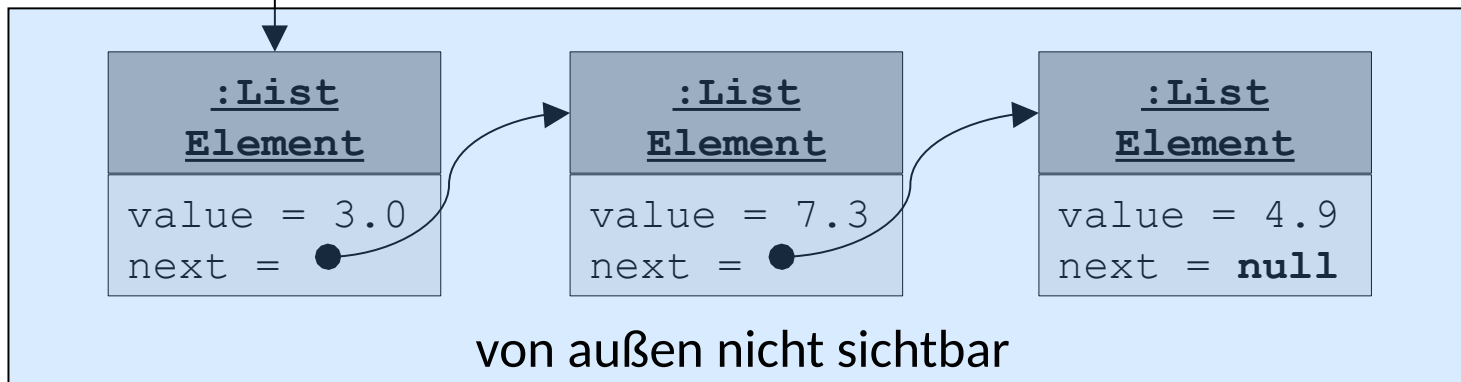 :List
Element
value = 3.0
next =
:List
Element
value = 7.3
next =
:List
Element
value = 4.9
next = null
von außen nicht sichtbar